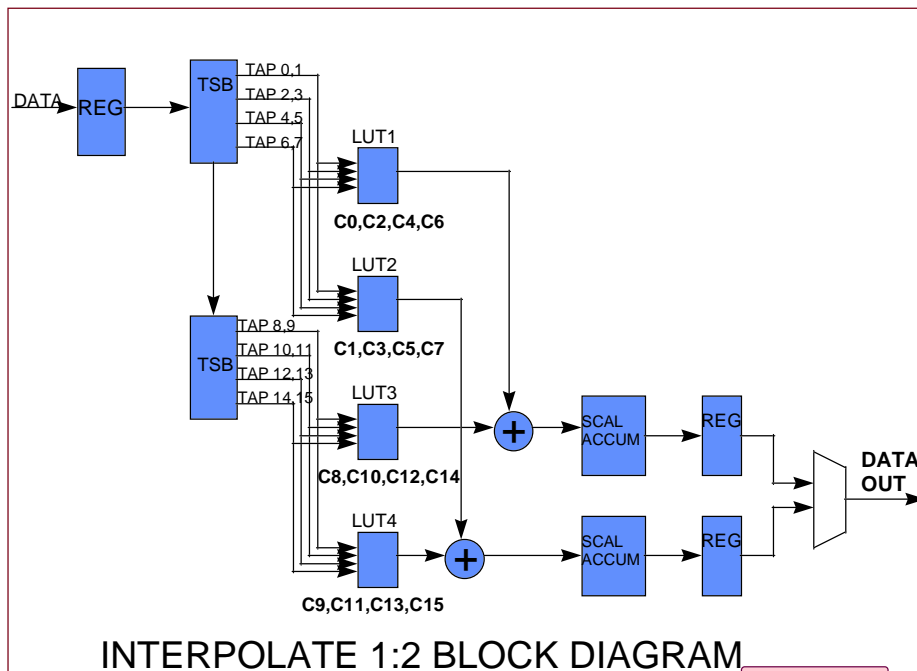 DATA
REG
TSB
TAP 0,1
TAP 2,3
TAP 4,5
TAP 6,7
LUT1
C0,C2,C4,C6
LUT2
C1,C3,C5,C7
TSB
TAP 8,9
TAP 10,11
TAP 12,13
TAP 14,15
LUT3
C8,C10,C12,C14
LUT4
C9,C11,C13,C15
+
+
SCAL
ACCUM
REG
SCAL
ACCUM
REG
DATA
OUT
INTERPOLATE 1:2 BLOCK DIAGRAM